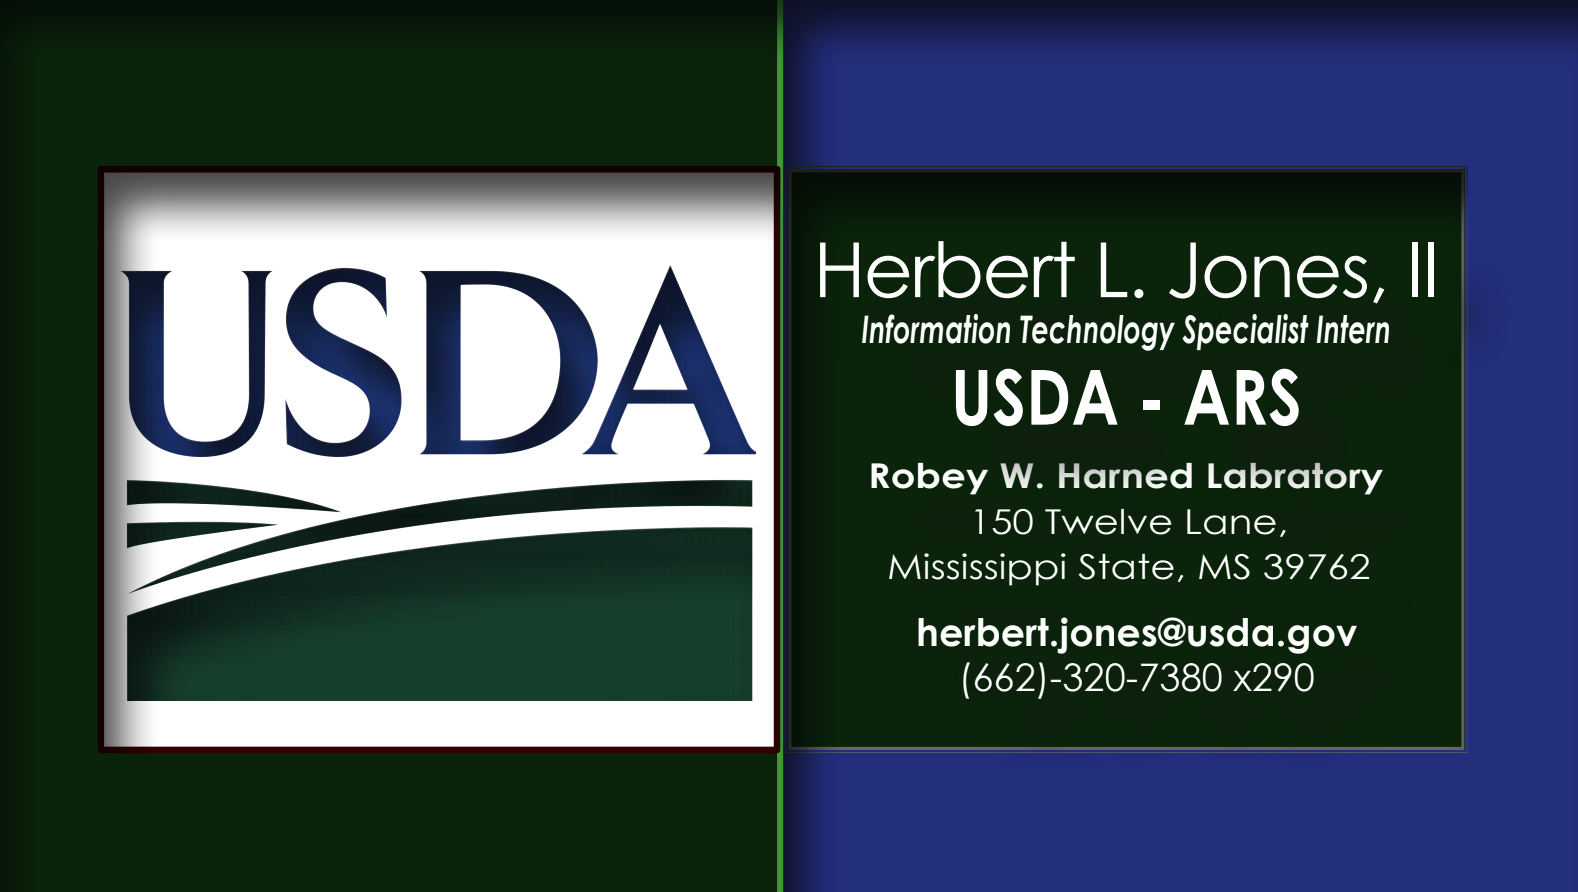 USDA
Herbert L. Jones, II
Information Technology Specialist Intern
USDA - ARS
Robey W. Harned Labratory
150 Twelve Lane,
Mississippi State, MS 39762
herbert.jones@usda.gov
(662)-320-7380 x290